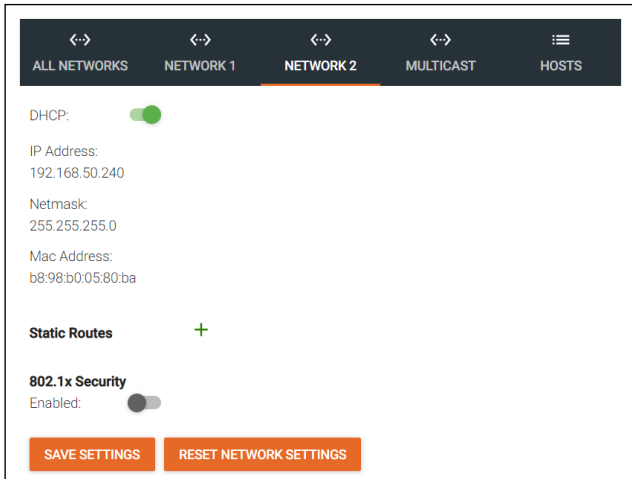 ALL NETWORKS NETWORK 1 NETWORK 2 MULTICAST HOSTS
DHCP:
IP Address:
192.168.50.240
Netmask:
255.255.255.0
Mac Address:
b8:98:b0:05:80:ba
Static Routes
802.1x Security
Enabled:
SAVE SETTINGS RESET NETWORK SETTINGS